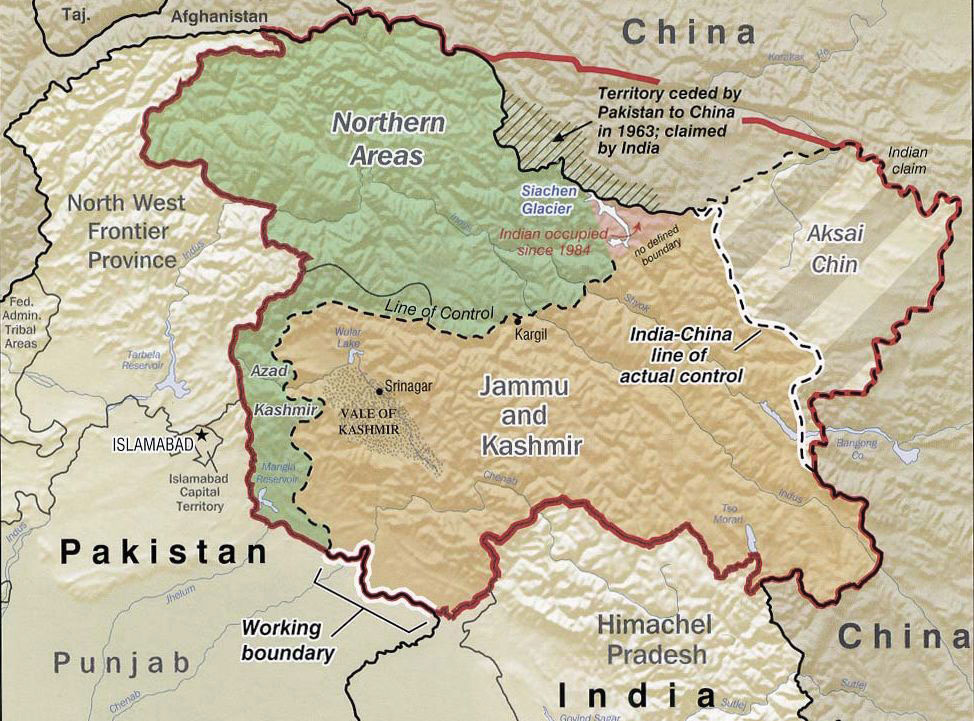 Taj.
Afghanistan
China
Karakax He
Territory ceded by
Pakistan to China
in 1963; claimed
by India
Northern
Areas
Indian
claim
Siachen
Glacier
North West
Frontier
Province
Indus
Indus
Indian occupied
since 1984
no defined
boundary
Aksai
Chin
Fed.
Admin.
Tribal
Areas
Shyok
Line of Control
Kargil
India-China
line of
actual control
Wular
Lake
Tarbela
Reservoir
Azad
Kashmir
Srinagar
VALE OF
KASHMIR
Jammu
and
Kashmir
ISLAMABAD
Bangong
Co
Islamabad
Capital
Territory
Mangla
Reservoir
Chenab
Indus
Tso
Morari
Indus
Pakistan
Jhelum
Working
boundary
Himachel
Pradesh
China
Punjab
Chenab
India
Sutlej
Sutlej
Govind Sagar